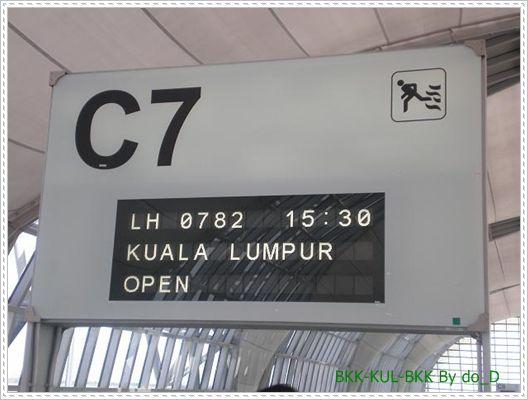 C7
LH 0782 15:30
KUALA LUMPUR
OPEN
BKK-KUL-BKK By do_D